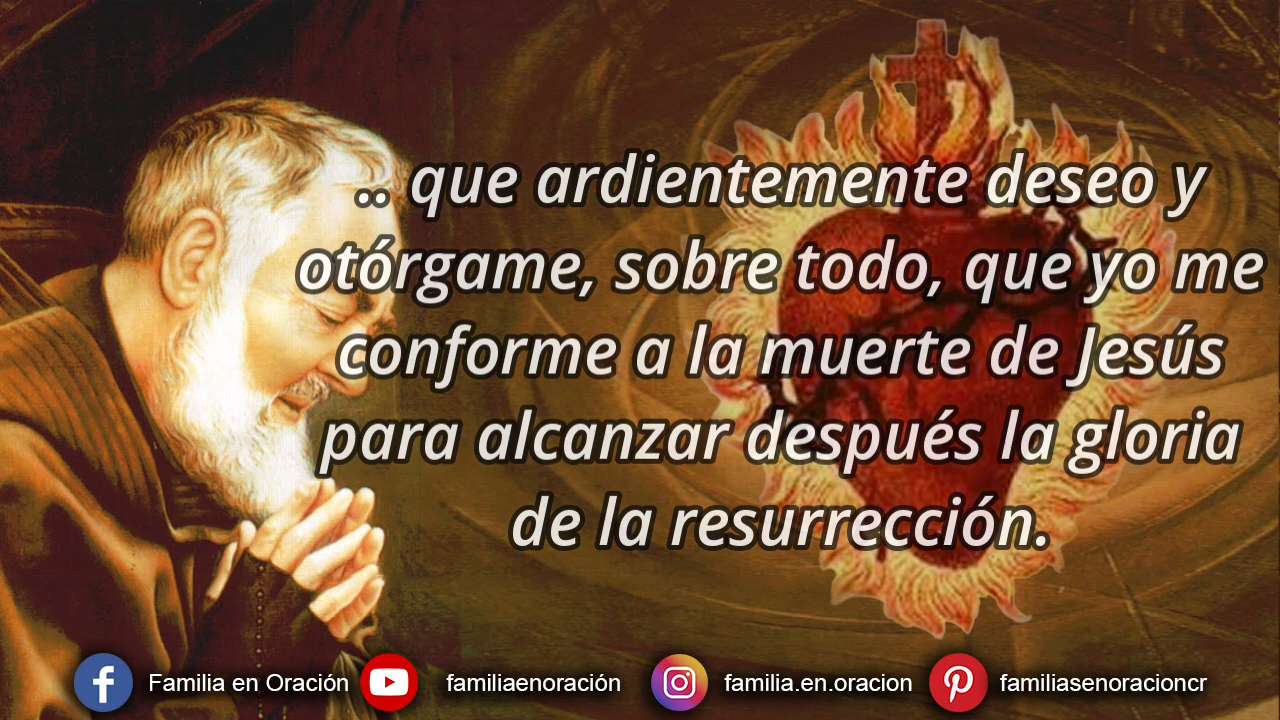 .. que ardientemente deseo y
otórgame, sobre todo, que yo me
conforme a la muerte de Jesús
para alcanzar después la gloria
de la resurrección.
Familia en Oración familiaenoración familia.en.oracion familiasenoracioncr